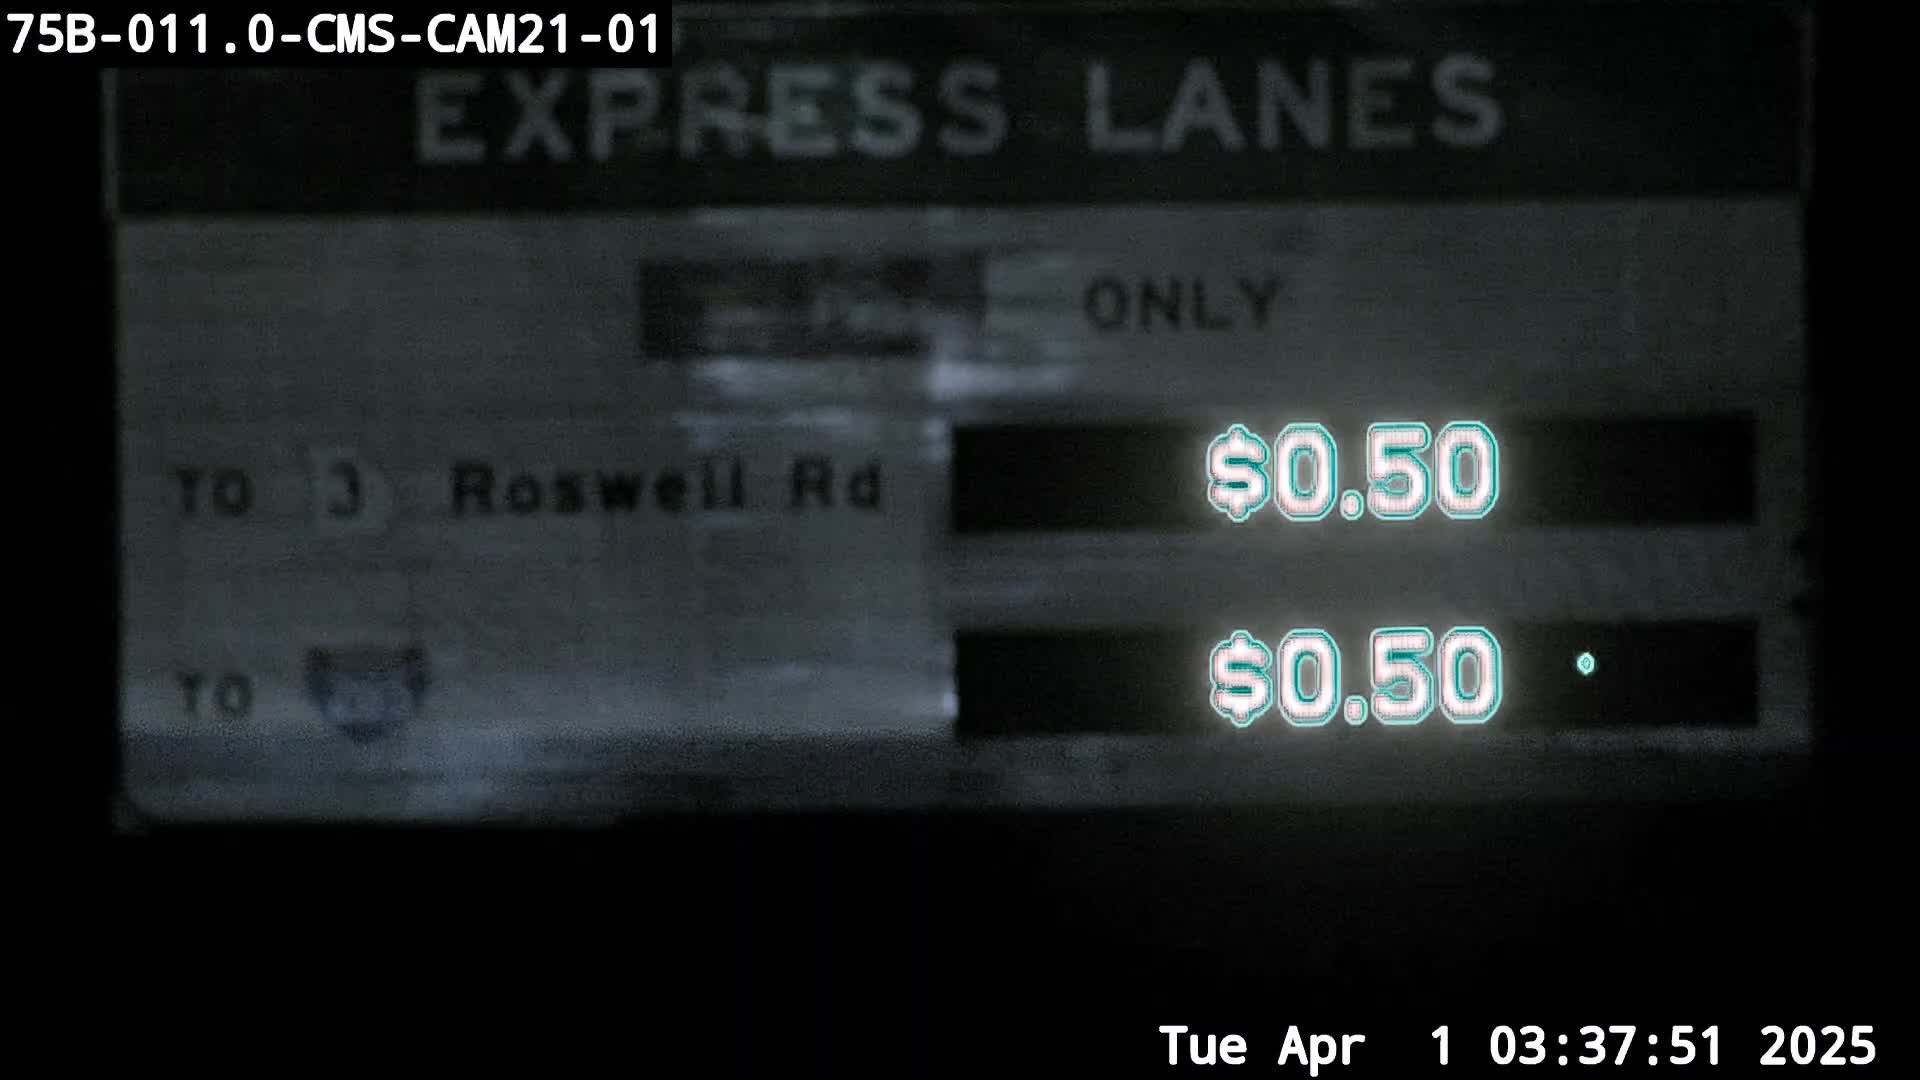 75B-011.0-CMS-CAM21-01
EXPRESS LANES
ONLY
TO 3 Roswell Rd $0.50
TO $0.50
Tue Apr 1 03:37:51 2025